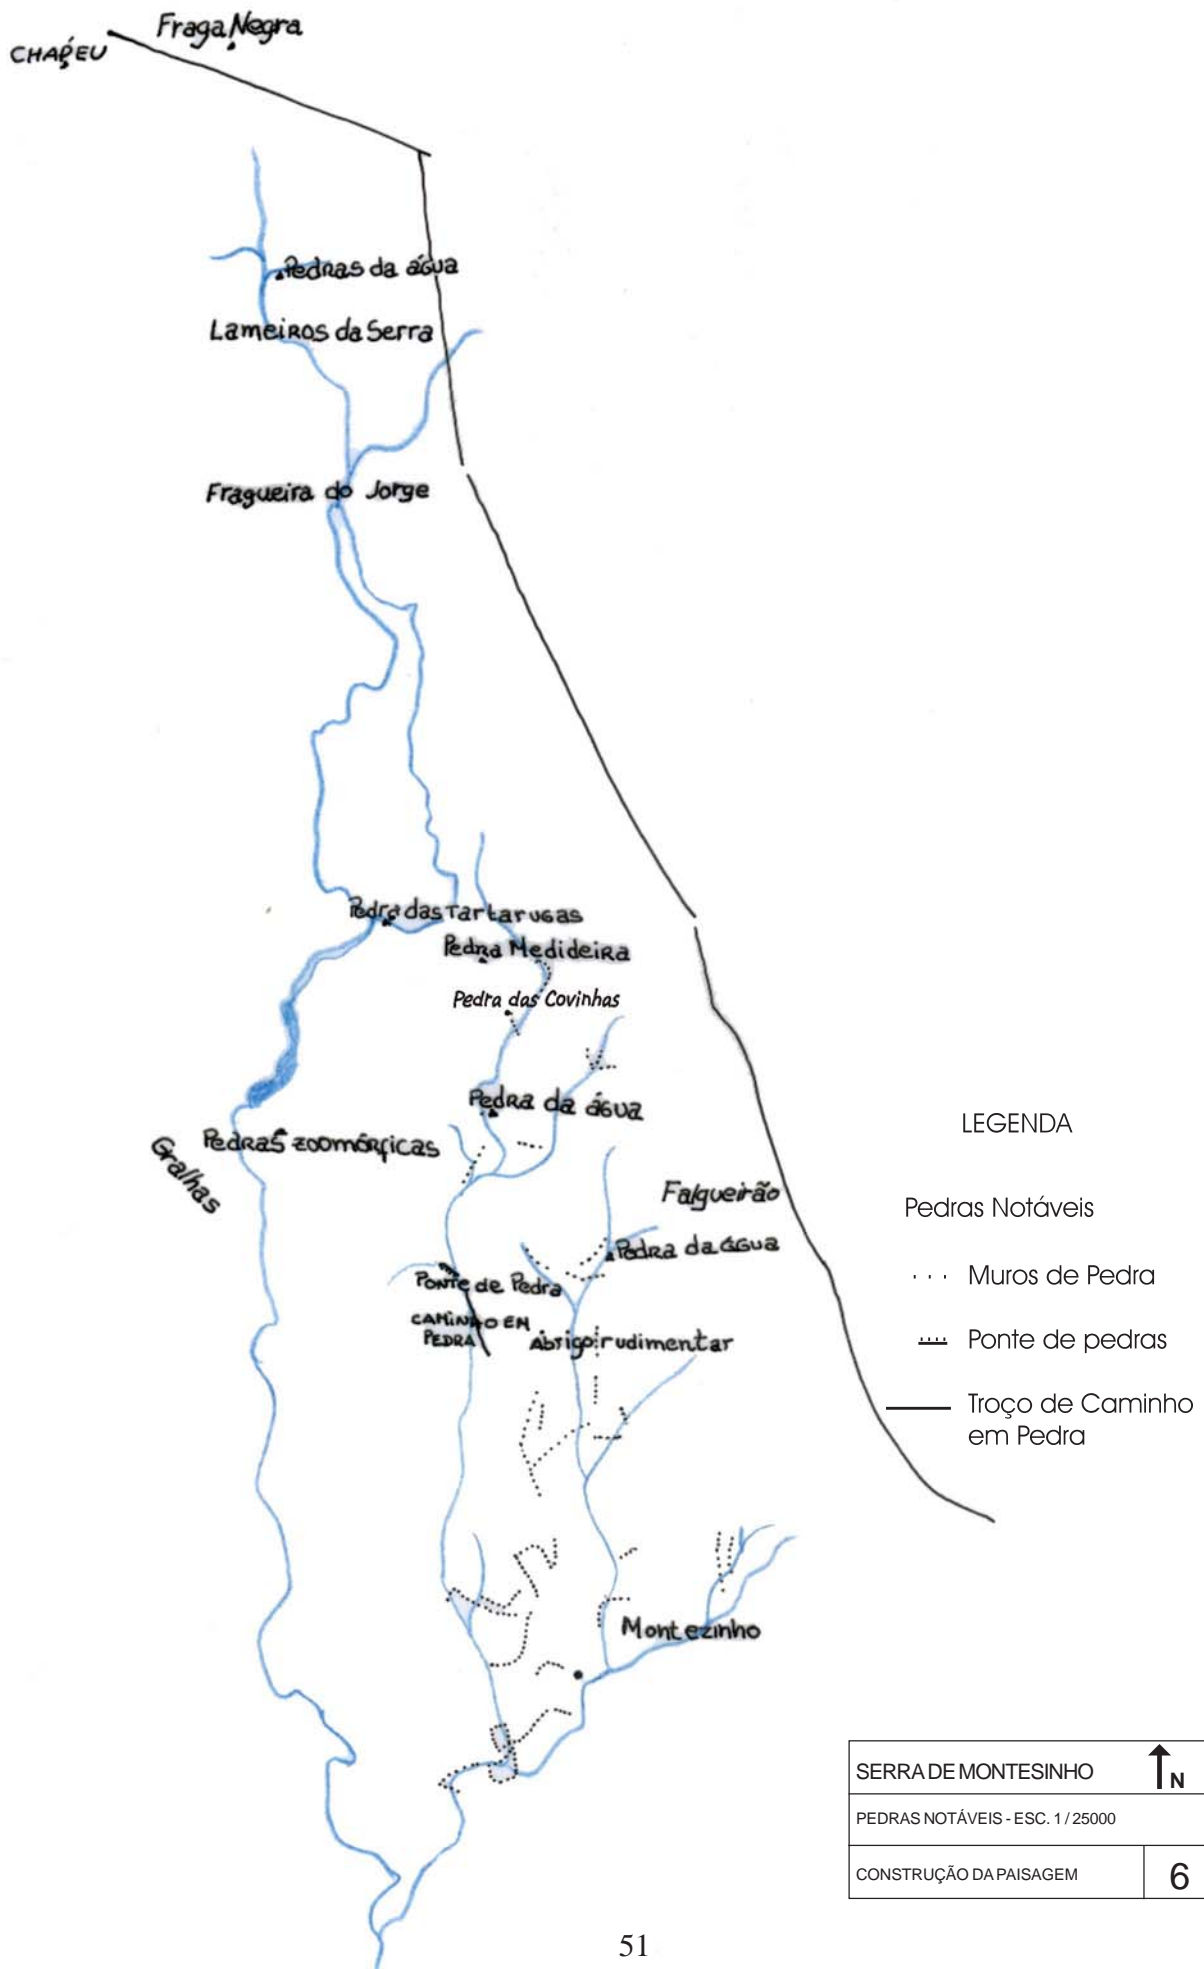 Fraga Negra
CHAPÉU
Pedras da água
Lameiros da Serra
Fragueira do Jorge
Pedra das Tartarugas
Pedra Medideira
Pedra das Covinhas
Pedra da água
Pedras zoomórficas
Gralhas
Falgueirão
Pedra da água
Ponte de Pedra
CAMINHO EM
PEDRA
Abrigo rudimentar
Montezinho
LEGENDA
Pedras Notáveis
Muros de Pedra
Ponte de pedras
Troço de Caminho
em Pedra
SERRA DE MONTESINHO
N
PEDRAS NOTÁVEIS - ESC. 1 / 25000
CONSTRUÇÃO DA PAISAGEM
6
51